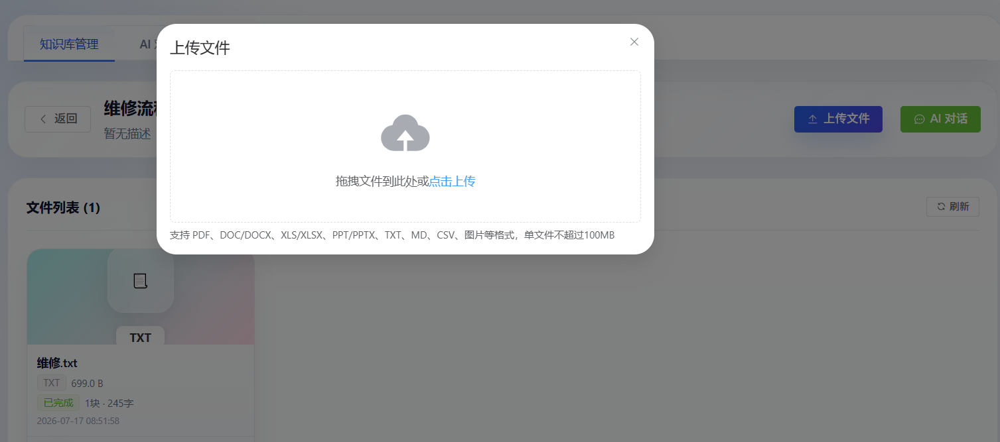 知识库管理
AI
上传文件
返回
维修流
暂无描述
上传文件
AI 对话
拖拽文件到此处或点击上传
支持 PDF、DOC/DOCX、XLS/XLSX、PPT/PPTX、TXT、MD、CSV、图片等格式，单文件不超过100MB
文件列表 (1)
刷新
TXT
维修.txt
TXT 699.0 B
已完成 1块 · 245字
2026-07-17 08:51:58